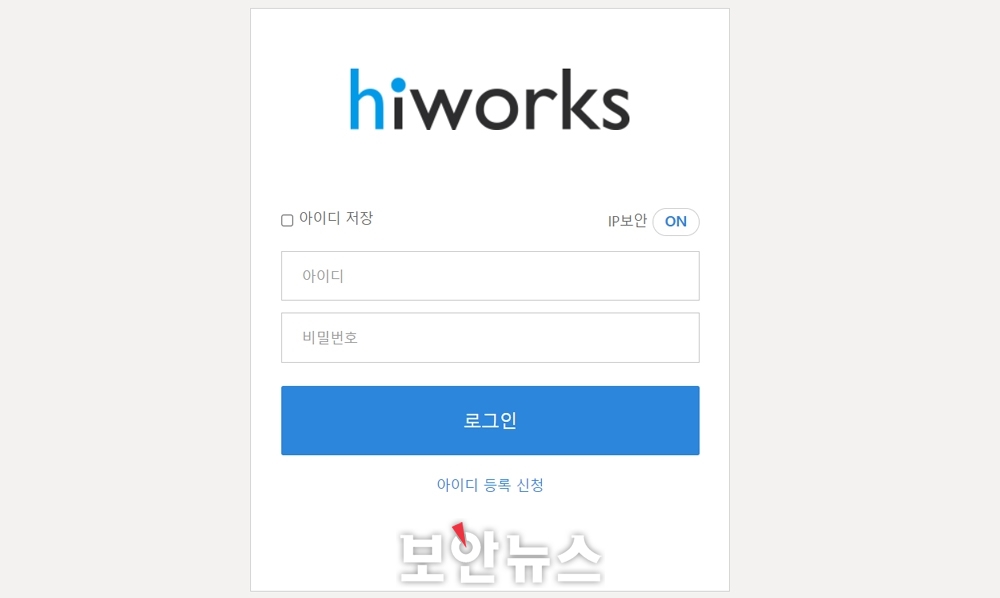 hiworks
아이디 저장
IP보안 ON
아이디
비밀번호
로그인
아이디 등록 신청
보안뉴스